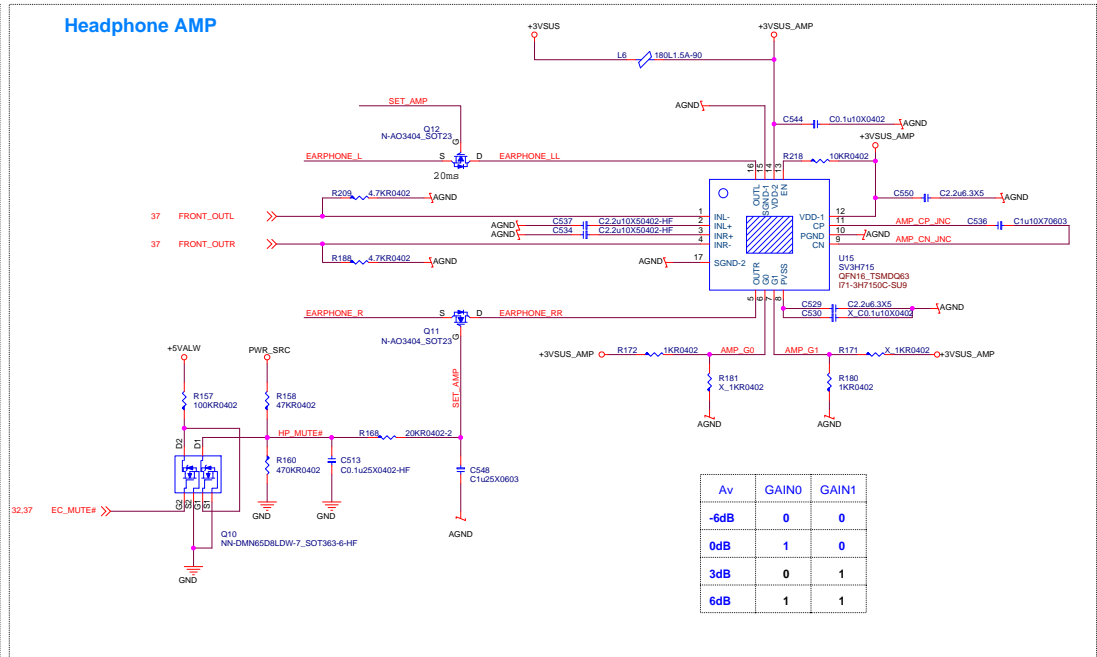 Headphone AMP
+3VSUS
+3VSUS_AMP
L6
180L1.5A-90
SET_AMP
AGND
C544
C0.1u10X0402
AGND
+3VSUS_AMP
Q12
N-AO3404_SOT23
G
EARPHONE_L
S
D
EARPHONE_LL
20ms
R218
10KR0402
16
15
14
13
OUTL
SGND-1
VDD-2
EN
R209
4.7KR0402
AGND
C550
C2.2u6.3X5
AGND
37
FRONT_OUTL
1
INL-
VDD-1
12
AGND
C537
C2.2u10X50402-HF
2
INL+
CP
11
AMP_CP_JNC
C536
C1u10X70603
AGND
C534
C2.2u10X50402-HF
3
INR+
PGND
10
AGND
37
FRONT_OUTR
4
INR-
CN
9
AMP_CN_JNC
R188
4.7KR0402
AGND
AGND
17
SGND-2
U15
SV3H715
QFN16_TSMDQ63
I71-3H7150C-SU9
OUTR
G0
G1
PVSS
5
6
7
8
EARPHONE_R
S
D
EARPHONE_RR
C529
C2.2u6.3X5
AGND
C530
X_C0.1u10X0402
Q11
N-AO3404_SOT23
G
+3VSUS_AMP
R172
1KR0402
AMP_G0
AMP_G1
R171
X_1KR0402
+3VSUS_AMP
+5VALW
PWR_SRC
R181
X_1KR0402
R180
1KR0402
AGND
AGND
R157
100KR0402
R158
47KR0402
SET_AMP
HP_MUTE#
R168
20KR0402-2
D2
D1
R160
470KR0402
C513
C0.1u25X0402-HF
C548
C1u25X0603
G2
S2
G1
S1
32,37
EC_MUTE#
GND
GND
AGND
Q10
NN-DMN65D8LDW-7_SOT363-6-HF
GND
Av GAIN0 GAIN1
-6dB 0 0
0dB 1 0
3dB 0 1
6dB 1 1